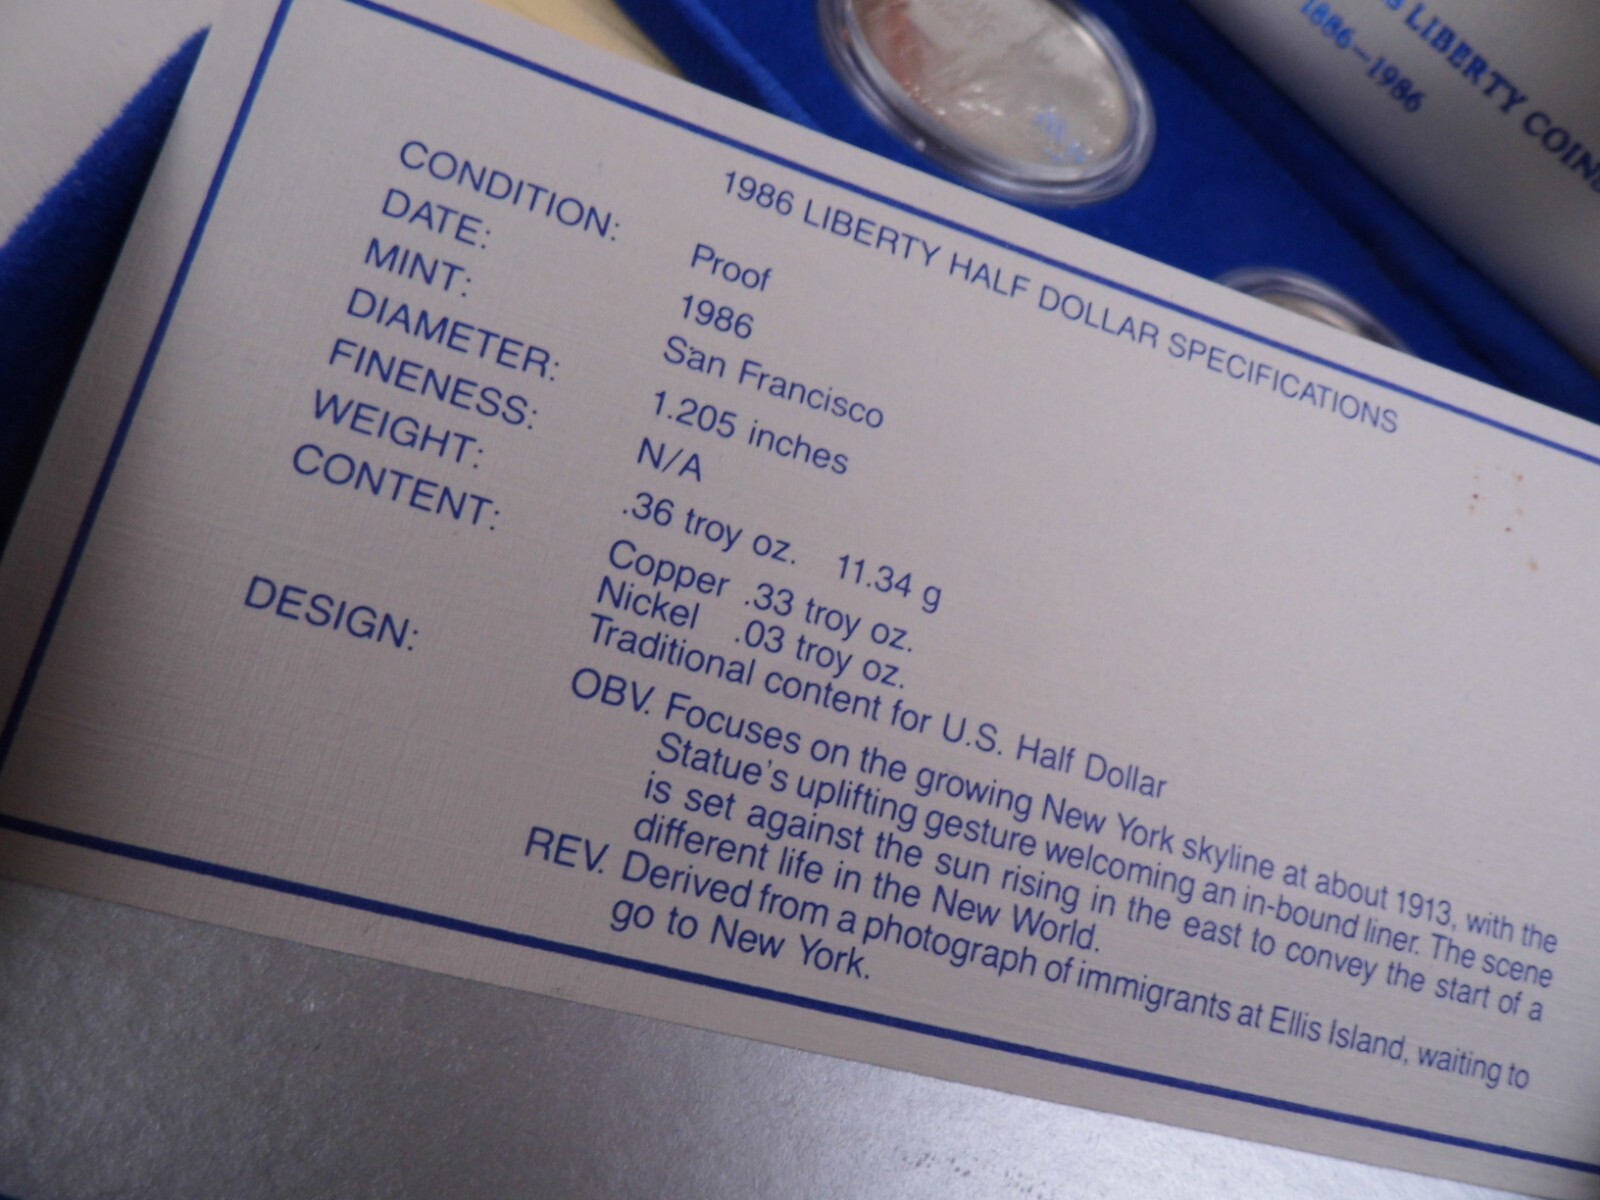 S LIBERTY COINS
1886-1986
1986 LIBERTY HALF DOLLAR SPECIFICATIONS
CONDITION: Proof
DATE: 1986
MINT: San Francisco
DIAMETER: 1.205 inches
FINENESS: N/A
WEIGHT: .36 troy oz. 11.34 g
CONTENT: Copper .33 troy oz.
Nickel .03 troy oz.
Traditional content for U.S. Half Dollar
DESIGN: OBV. Focuses on the growing New York skyline at about 1913, with the
Statue's uplifting gesture welcoming an in-bound liner. The scene
is set against the sun rising in the east to convey the start of a
different life in the New World.
REV. Derived from a photograph of immigrants at Ellis Island, waiting to
go to New York.